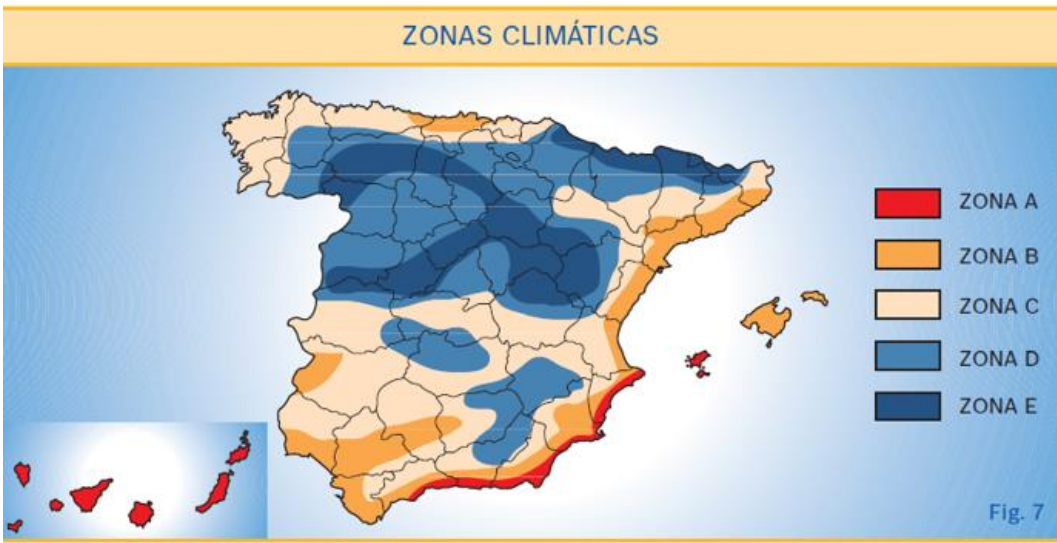 ZONAS CLIMÁTICAS
ZONA A
ZONA B
ZONA C
ZONA D
ZONA E
Fig. 7